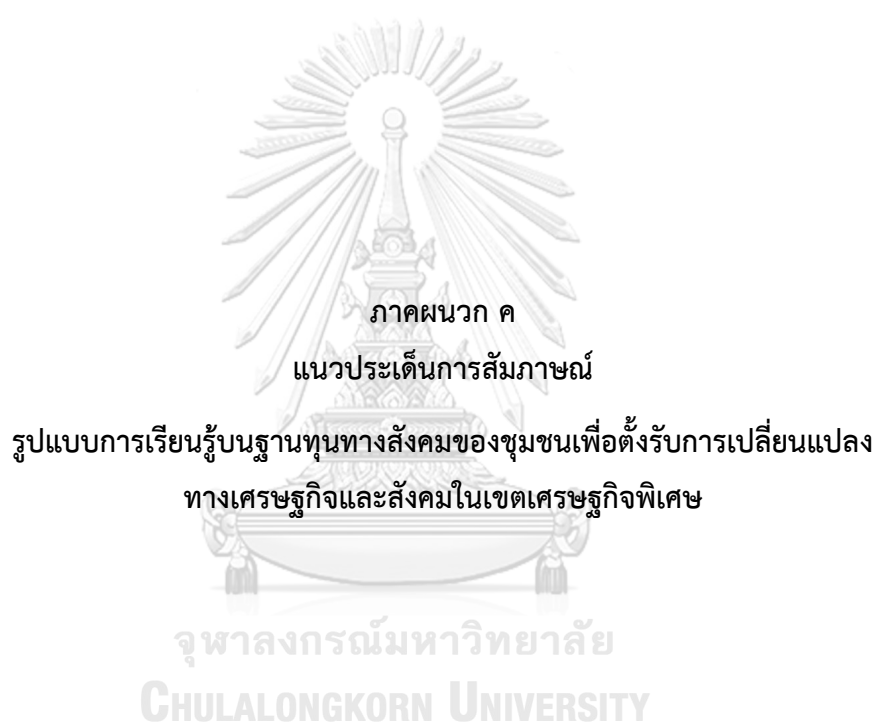 ภาคผนวก ค
แนวประเด็นการสัมภาษณ์
รูปแบบการเรียนรู้บนฐานทุนทางสังคมของชุมชนเพื่อตั้งรับการเปลี่ยนแปลง
ทางเศรษฐกิจและสังคมในเขตเศรษฐกิจพิเศษ
จุฬาลงกรณ์มหาวิทยาลัย
CHULALONGKORN UNIVERSITY